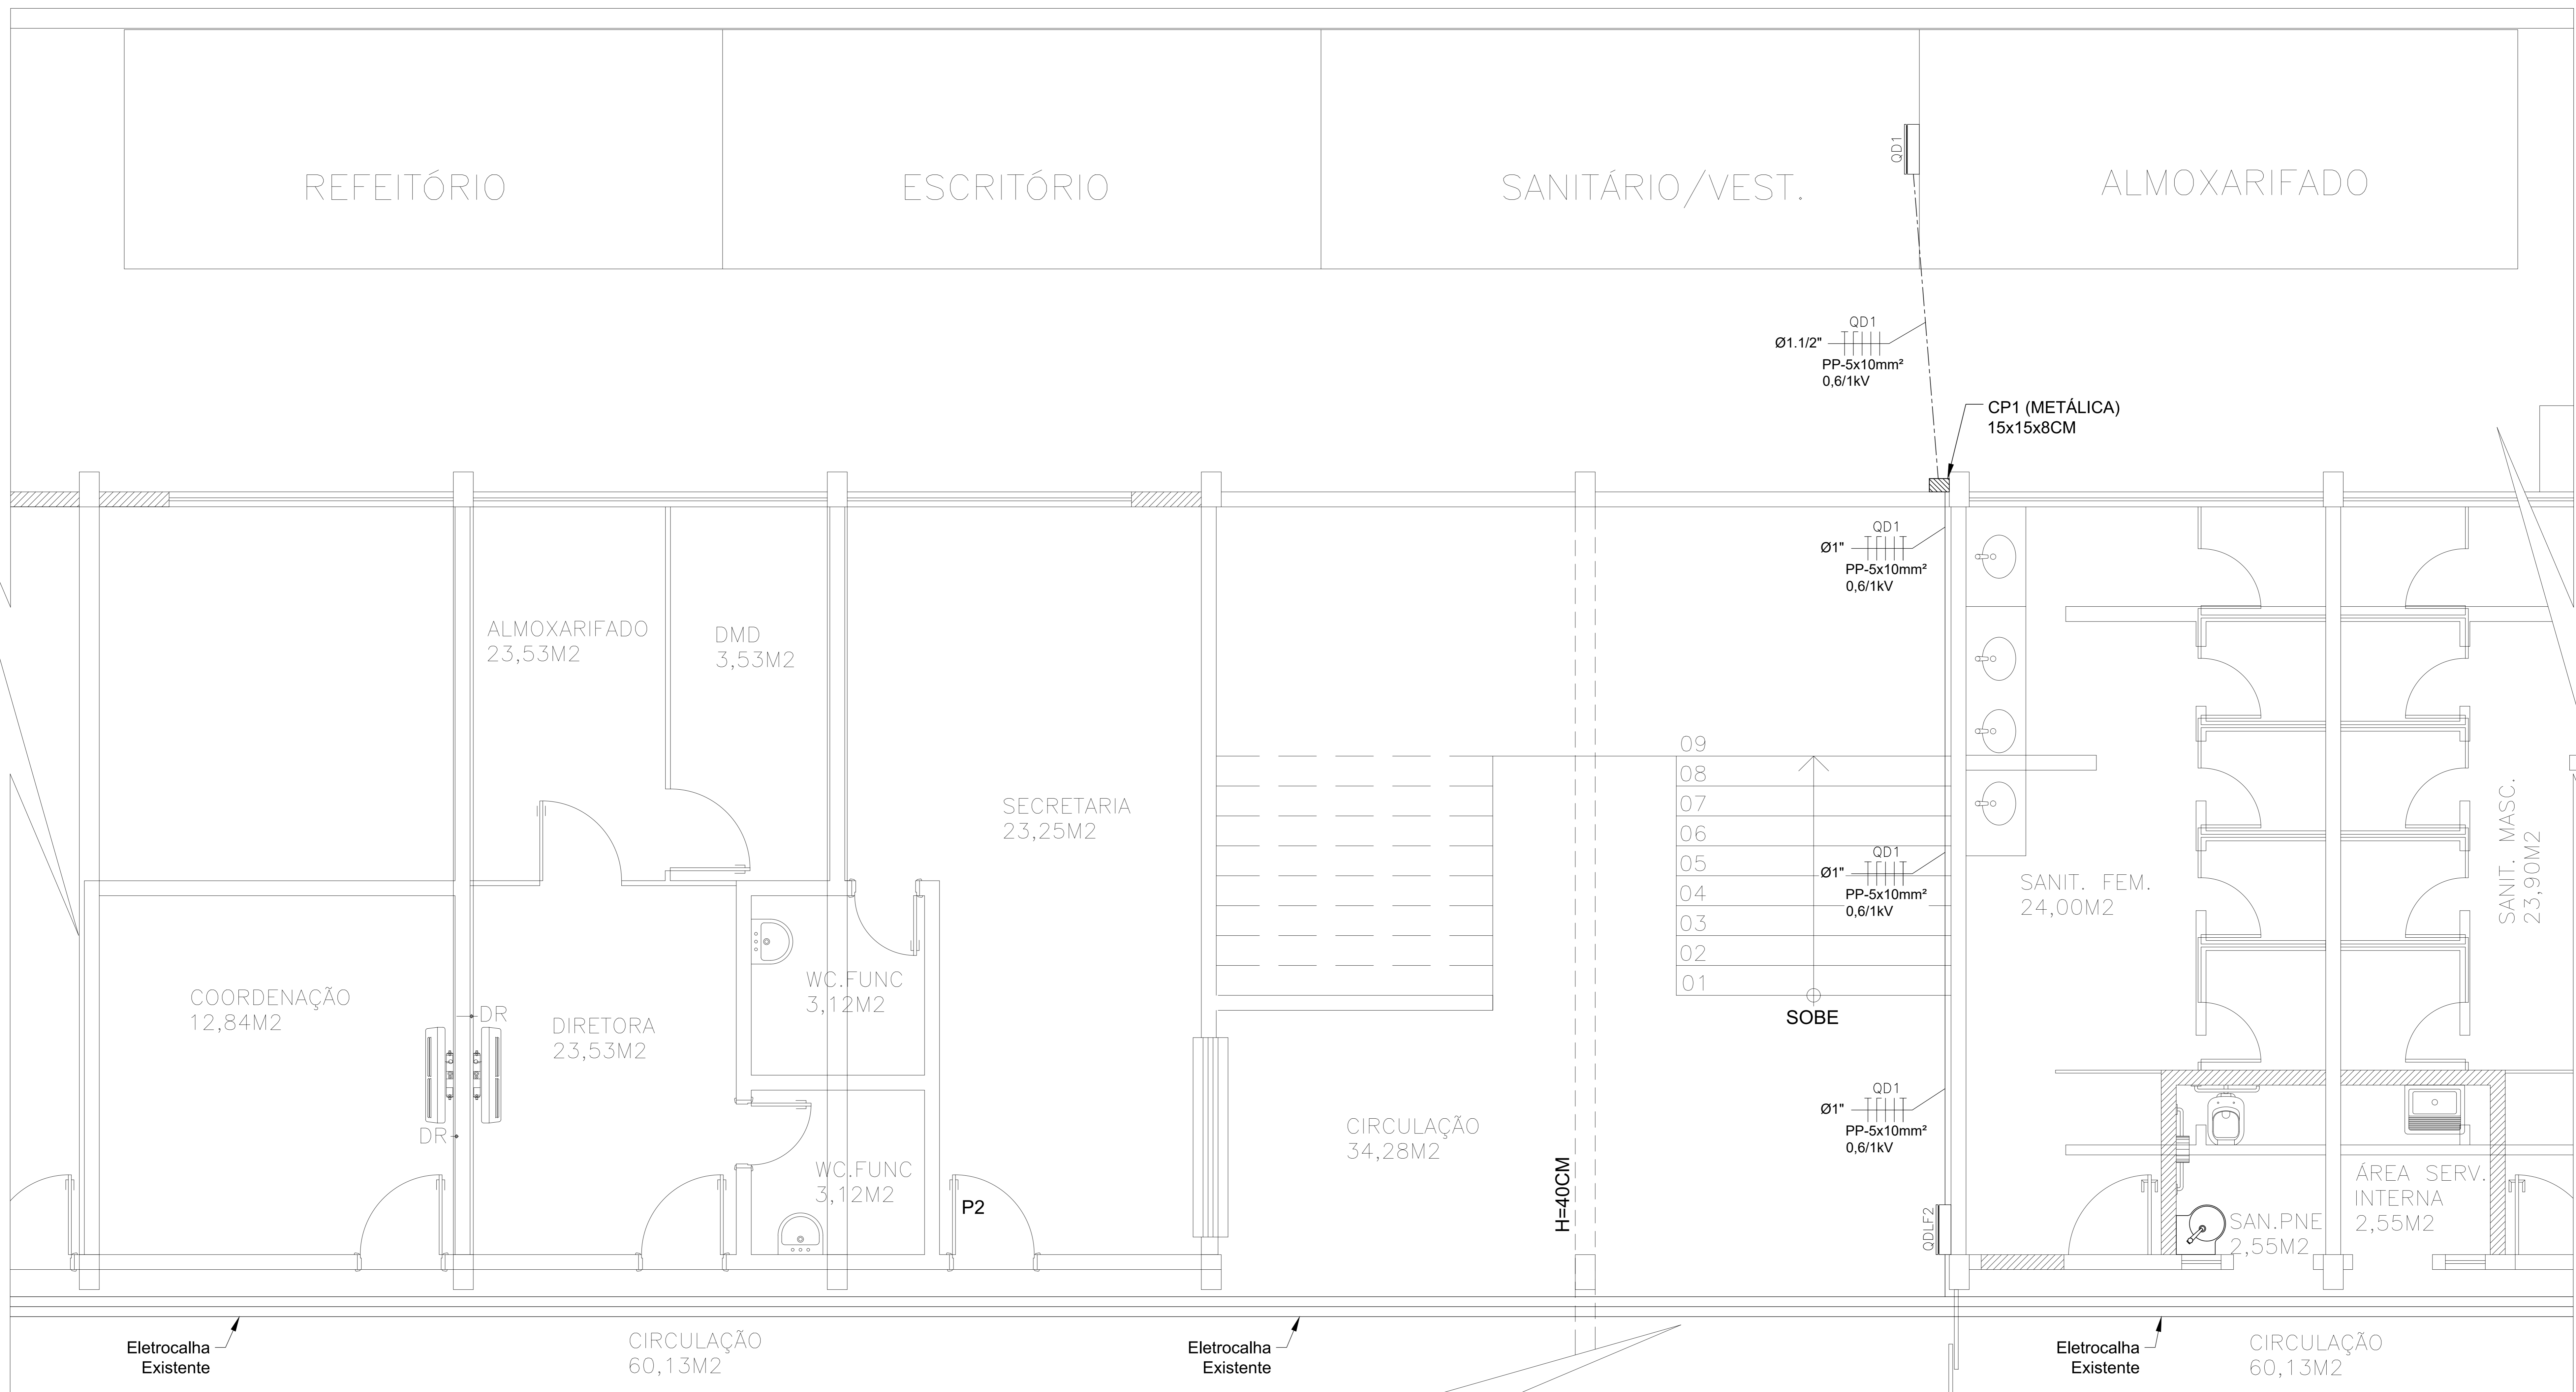 REFEITÓRIO
ESCRITÓRIO
SANITÁRIO/VEST.
QD1
ALMOXARIFADO
QD1
Ø1.1/2"
PP-5x10mm²
0,6/1kV
CP1 (METÁLICA)
15x15x8CM
QD1
Ø1"
PP-5x10mm²
0,6/1kV
ALMOXARIFADO
23,53M2
DMD
3,53M2
SECRETARIA
23,25M2
09
08
07
06
05
04
03
02
01
SOBE
QD1
Ø1"
PP-5x10mm²
0,6/1kV
SANIT. FEM.
24,00M2
SANIT. MASC.
23,90M2
COORDENAÇÃO
12,84M2
DR
DR
DIRETORA
23,53M2
WC.FUNC
3,12M2
WC.FUNC
3,12M2
P2
CIRCULAÇÃO
34,28M2
H=40CM
QD1
Ø1"
PP-5x10mm²
0,6/1kV
QDLF2
SAN.PNE
2,55M2
ÁREA SERV.
INTERNA
2,55M2
Eletrocalha
Existente
CIRCULAÇÃO
60,13M2
Eletrocalha
Existente
Eletrocalha
Existente
CIRCULAÇÃO
60,13M2